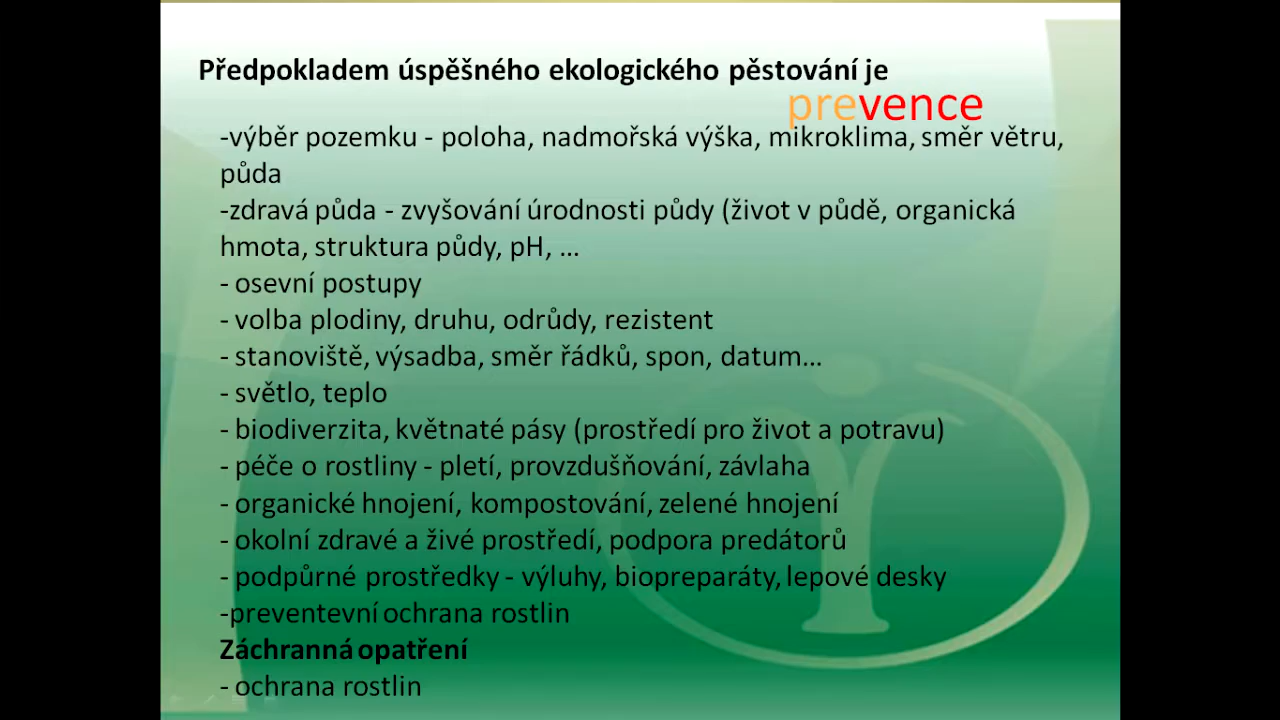 Předpokladem úspěšného ekologického pěstování je
prevence
-výběr pozemku - poloha, nadmořská výška, mikroklima, směr větru,
půda
-zdravá půda - zvyšování úrodnosti půdy (život v půdě, organická
hmota, struktura půdy, pH, …
- osevní postupy
- volba plodiny, druhu, odrůdy, rezistent
- stanoviště, výsadba, směr řádků, spon, datum…
- světlo, teplo
- biodiverzita, květnaté pásy (prostředí pro život a potravu)
- péče o rostliny - pletí, provzdušňování, závlaha
- organické hnojení, kompostování, zelené hnojení
- okolní zdravé a živé prostředí, podpora predátorů
- podpůrné prostředky - výluhy, biopreparáty, lepové desky
-preventevní ochrana rostlin
Záchranná opatření
- ochrana rostlin